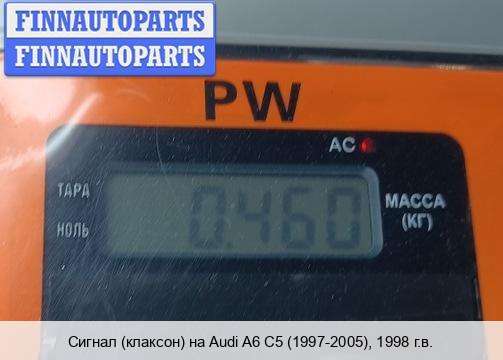 FINNAUTOPARTS
FINNAUTOPARTS
PW
AC
ТАРА
НОЛЬ
0.460
МАССА
(КГ)
Сигнал (клаксон) на Audi A6 C5 (1997-2005), 1998 г.в.